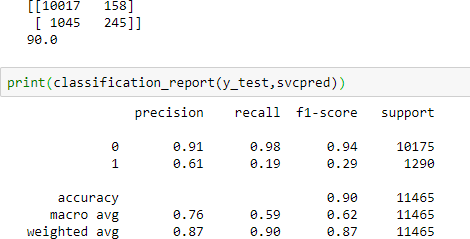 [[10017 158]
[ 1045 245]]
90.0
print(classification_report(y_test,svcpred))
precision recall f1-score support
0 0.91 0.98 0.94 10175
1 0.61 0.19 0.29 1290
accuracy 0.90 11465
macro avg 0.76 0.59 0.62 11465
weighted avg 0.87 0.90 0.87 11465